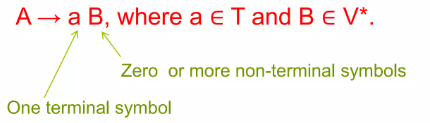 A → a B, where a ∈ T and B ∈ V*.
Zero or more non-terminal symbols
One terminal symbol